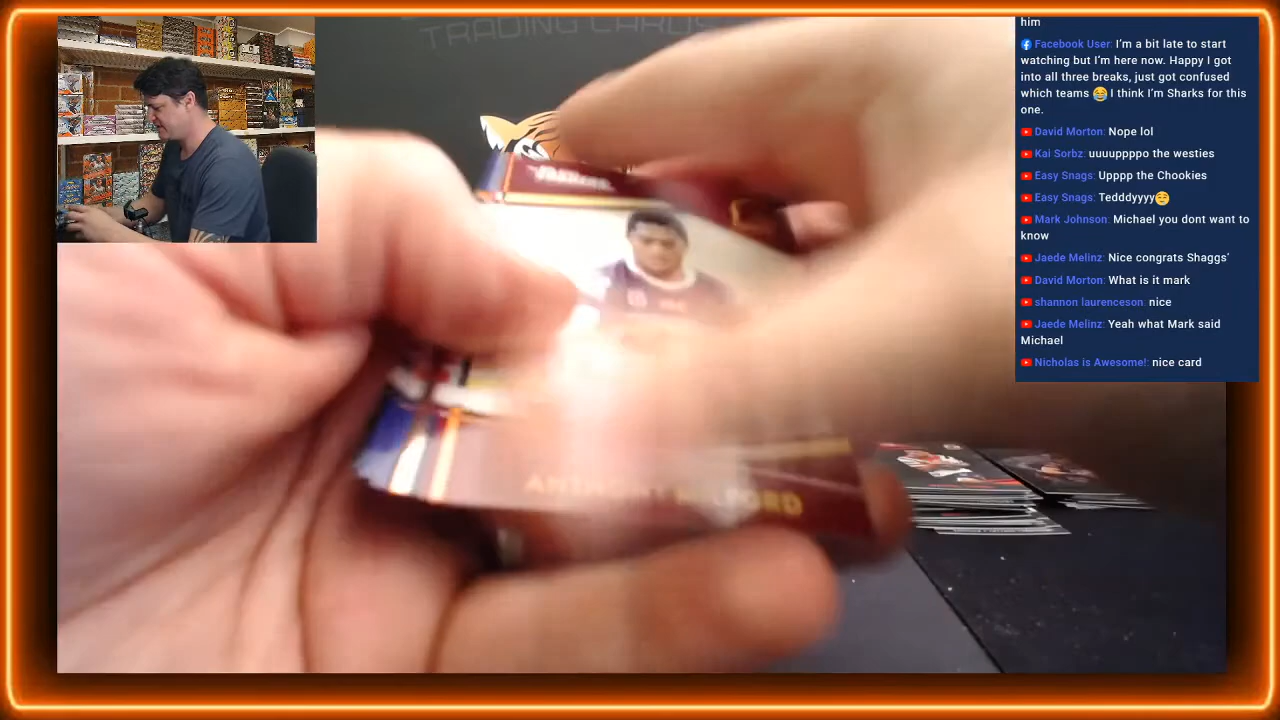 TRADING CARDS
him
Facebook User: I'm a bit late to start
watching but I'm here now. Happy I got
into all three breaks, just got confused
which teams 😂 I think I'm Sharks for this
one.
David Morton: Nope lol
Kai Sorbz: uuuuppppo the westies
Easy Snags: Upppp the Chookies
Easy Snags: Tedddyyyy☺️
Mark Johnson: Michael you dont want to
know
Jaede Melinz: Nice congrats Shaggs'
David Morton: What is it mark
shannon laurenceson: nice
Jaede Melinz: Yeah what Mark said
Michael
Nicholas is Awesome!: nice card